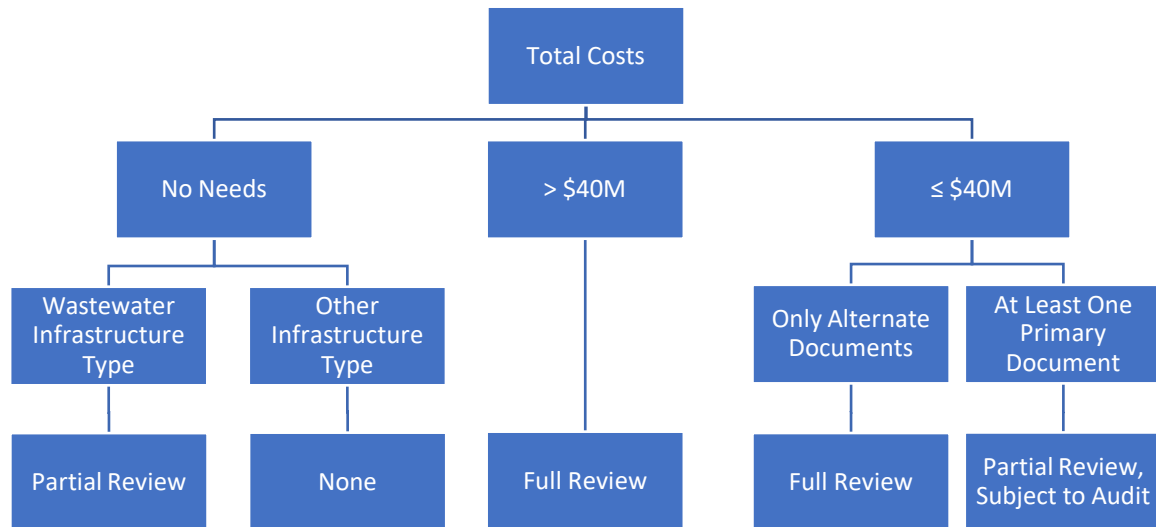 Total Costs
No Needs
> $40M
≤ $40M
Wastewater
Infrastructure
Type
Other
Infrastructure
Type
Only Alternate
Documents
At Least One
Primary
Document
Partial Review
None
Full Review
Full Review
Partial Review,
Subject to Audit